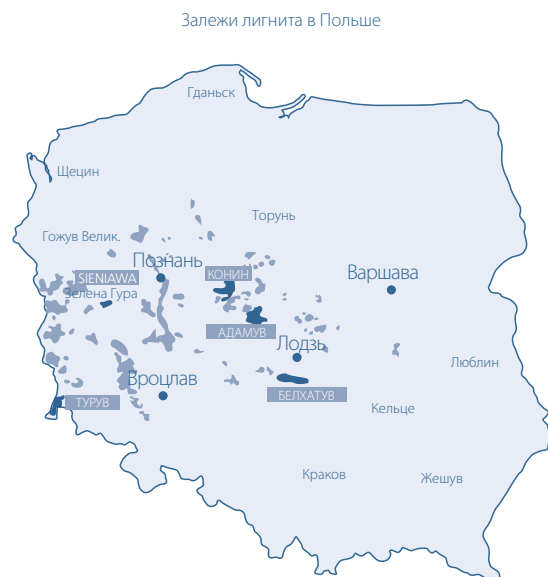 Залежи лигнита в Польше
Гданьск
Щецин
Торунь
Гожув Велик.
Познань
КОНИН
SIENIAWA
Варшава
Зелена Гура
АДАМУВ
Лодзь
Люблин
Вроцлав
БЕЛХАТУВ
ТУРУВ
Кельце
Краков
Жешув